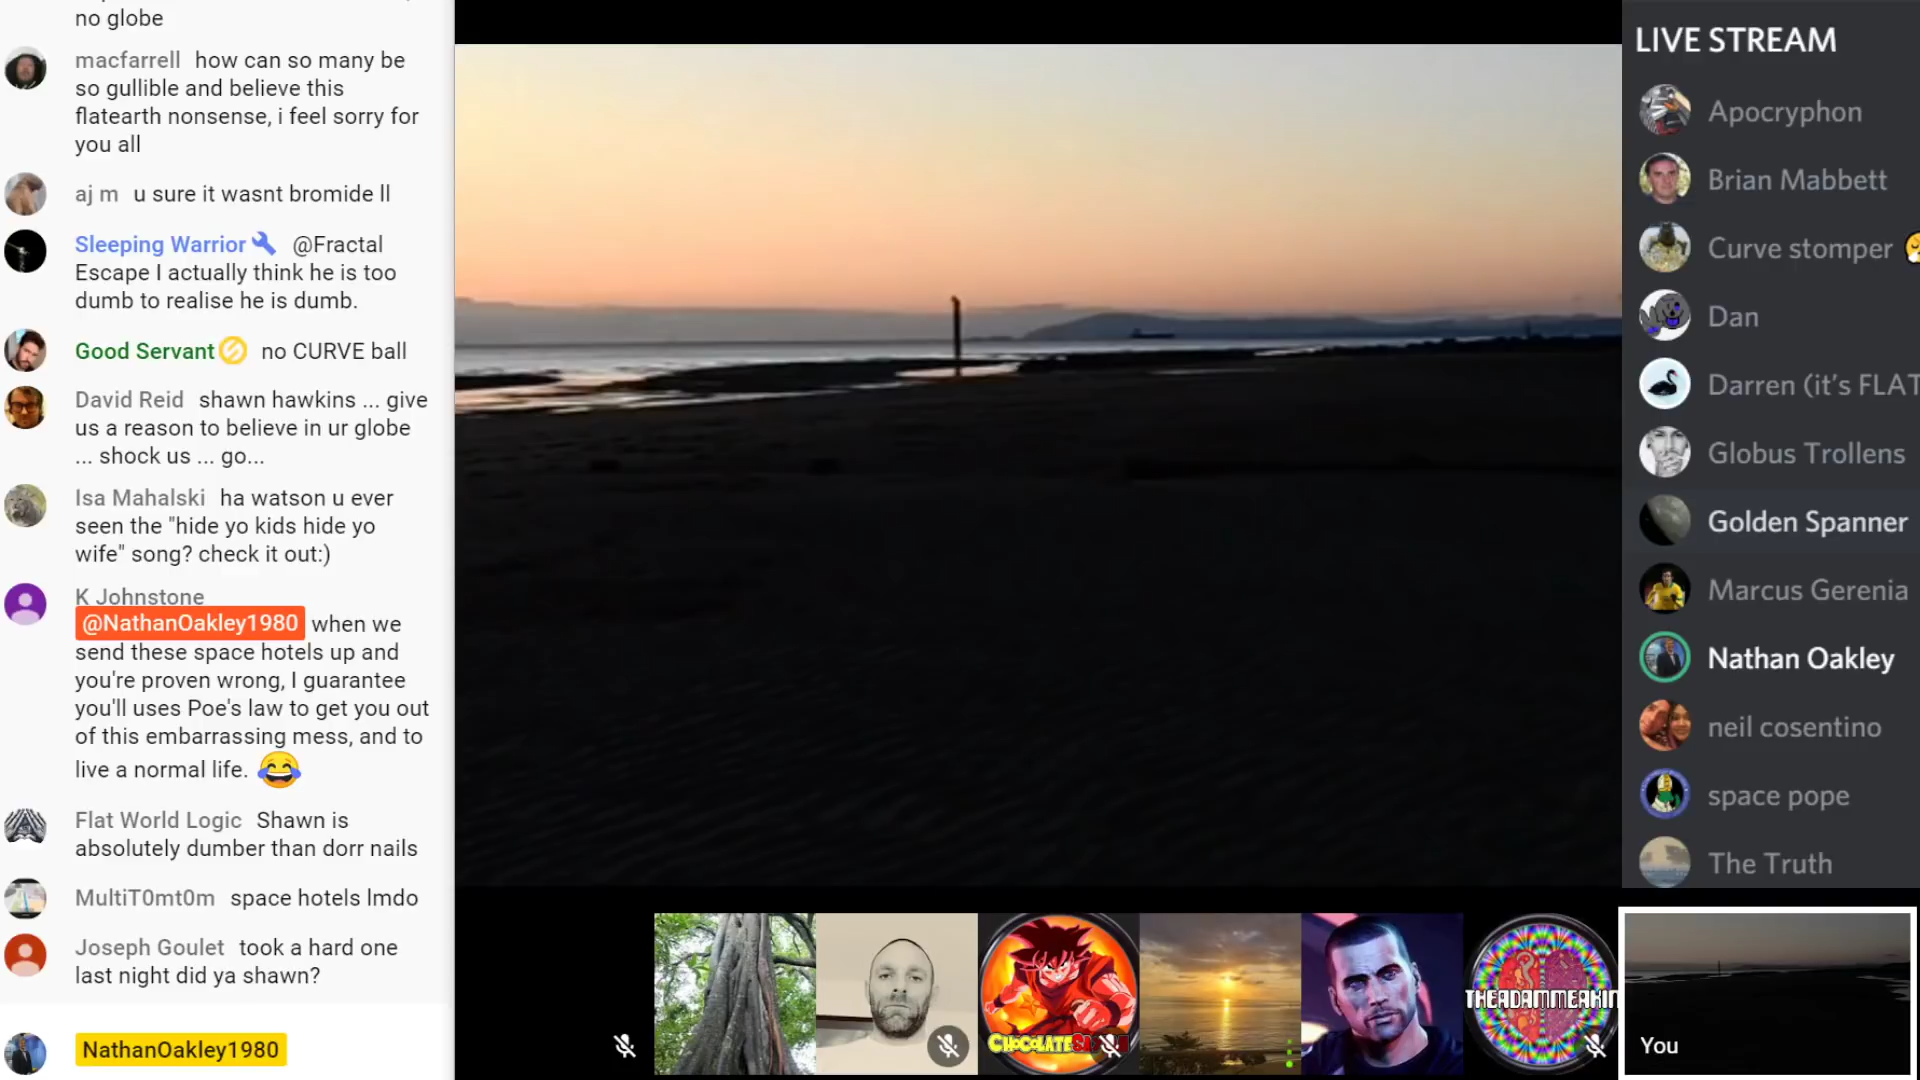 no globe
macfarrell how can so many be
so gullible and believe this
flatearth nonsense, i feel sorry for
you all
aj m u sure it wasnt bromide ll
Sleeping Warrior @Fractal
Escape I actually think he is too
dumb to realise he is dumb.
Good Servant no CURVE ball
David Reid shawn hawkins ... give
us a reason to believe in ur globe
... shock us ... go...
Isa Mahalski ha watson u ever
seen the "hide yo kids hide yo
wife" song? check it out:)
K Johnstone
@NathanOakley1980 when we
send these space hotels up and
you're proven wrong, I guarantee
you'll uses Poe's law to get you out
of this embarrassing mess, and to
live a normal life.
Flat World Logic Shawn is
absolutely dumber than dorr nails
MultiT0mt0m space hotels lmdo
Joseph Goulet took a hard one
last night did ya shawn?
NathanOakley1980
LIVE STREAM
Apocryphon
Brian Mabbett
Curve stomper
Dan
Darren (it's FLAT
Globus Trollens
Golden Spanner
Marcus Gerenia
Nathan Oakley
neil cosentino
space pope
The Truth
THEADAMMEAKIN
You